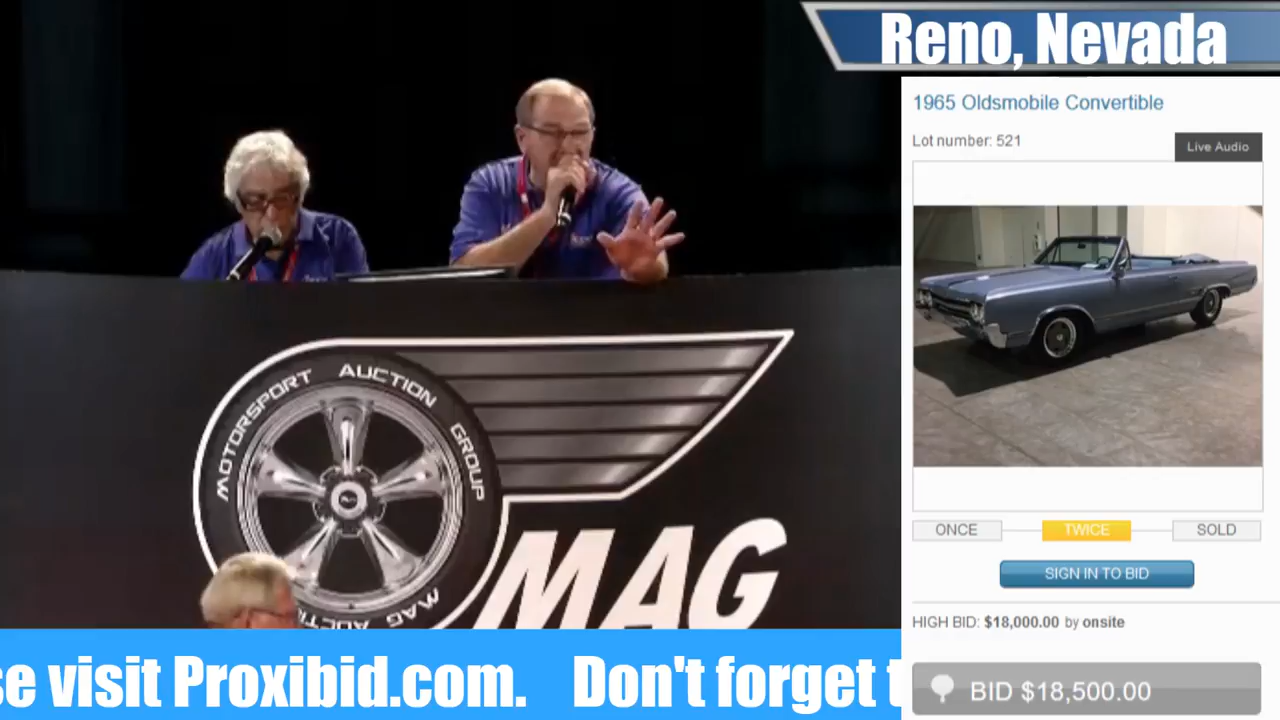 Reno, Nevada
1965 Oldsmobile Convertible
Lot number: 521
Live Audio
MOTORSPORT AUCTION GROUP
MAG
ONCE
TWICE
SOLD
SIGN IN TO BID
HIGH BID: $18,000.00 by onsite
se visit Proxibid.com. Don't forget t
BID $18,500.00